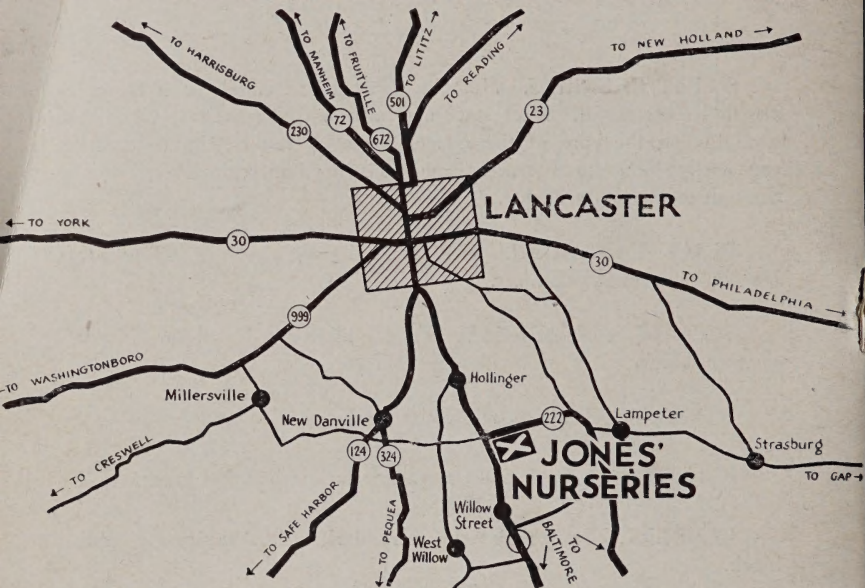 TO HARRISBURG
TO MANHEIM
TO FRUITVILLE
TO LITITZ
TO READING
TO NEW HOLLAND
230
72
672
501
23
LANCASTER
TO YORK
30
30
TO PHILADELPHIA
999
TO WASHINGTONBORO
Millersville
Hollinger
New Danville
222
Lampeter
124
324
JONES'
NURSERIES
Strasburg
TO GAP
TO CRESWELL
TO SAFE HARBOR
TO PEQUEA
Willow
Street
West
Willow
TO
BALTIMORE